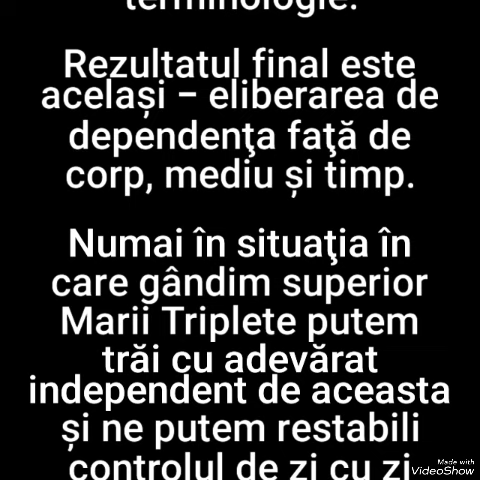 terminologie.
Rezultatul final este
același – eliberarea de
dependenţa faţă de
corp, mediu și timp.
Numai în situaţia în
care gândim superior
Marii Triplete putem
trăi cu adevărat
independent de aceasta
și ne putem restabili
controlul de zi cu zi
Made with
VideoShow